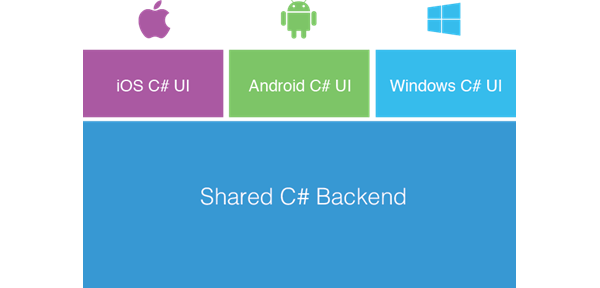 iOS C# UI
Android C# UI
Windows C# UI
Shared C# Backend